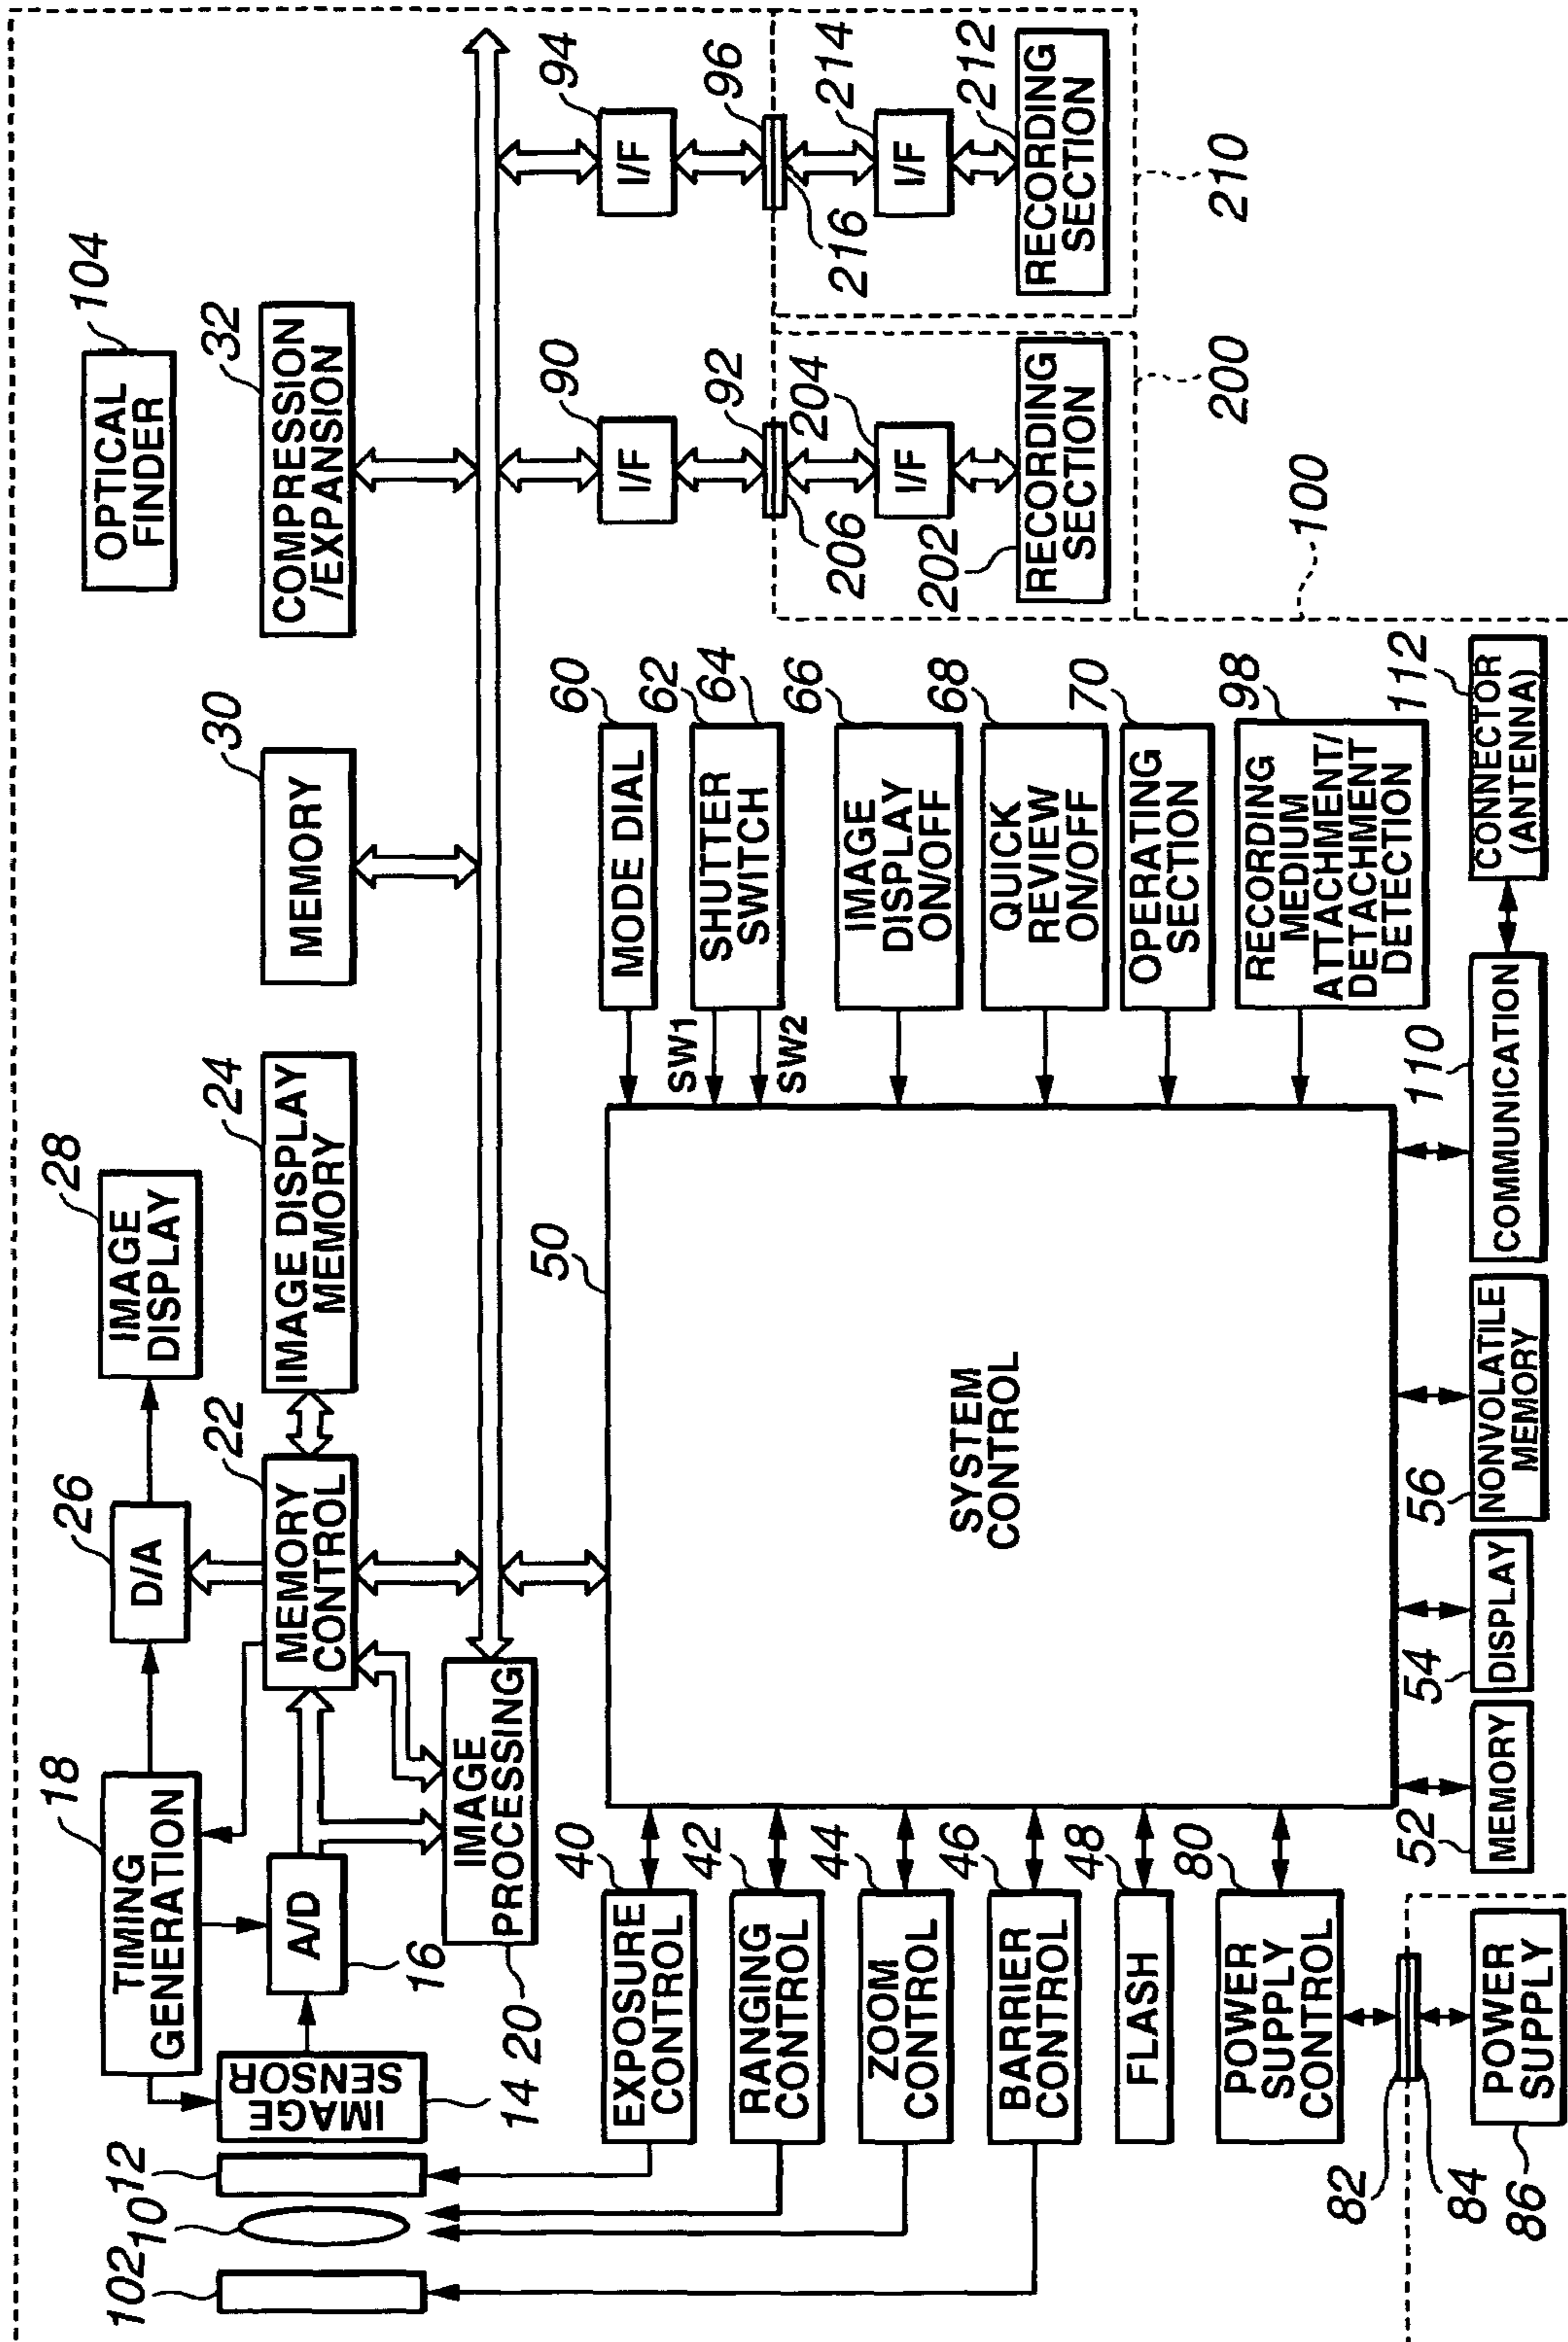 104
OPTICAL
FINDER
28
IMAGE
DISPLAY
26
D/A
18
TIMING
GENERATION
32
COMPRESSION
/EXPANSION
30
MEMORY
24
IMAGE DISPLAY
MEMORY
22
MEMORY
CONTROL
A/D
16
IMAGE
SENSOR
14
12
10
102
IMAGE
PROCESSING
20
94
I/F
96
90
I/F
92
214
I/F
216
212
RECORDING
SECTION
210
204
I/F
206
202
RECORDING
SECTION
200
100
50
SYSTEM
CONTROL
60
MODE DIAL
62
64
SHUTTER
SWITCH
SW1
SW2
66
IMAGE
DISPLAY
ON/OFF
68
QUICK
REVIEW
ON/OFF
70
OPERATING
SECTION
98
RECORDING
MEDIUM
ATTACHMENT/
DETACHMENT
DETECTION
40
EXPOSURE
CONTROL
42
RANGING
CONTROL
44
ZOOM
CONTROL
46
BARRIER
CONTROL
48
FLASH
80
POWER
SUPPLY
CONTROL
82
84
86
POWER
SUPPLY
52
MEMORY
54
DISPLAY
56
NONVOLATILE
MEMORY
110
COMMUNICATION
112
CONNECTOR
(ANTENNA)